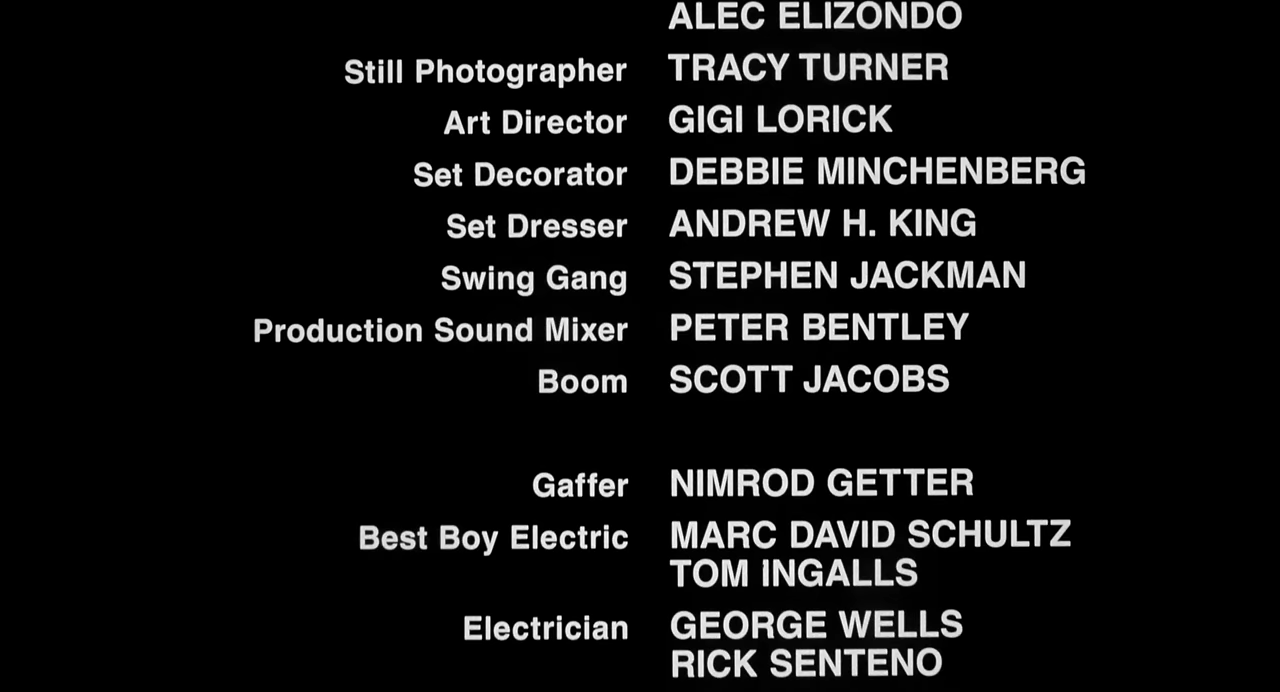 ALEC ELIZONDO
Still Photographer TRACY TURNER
Art Director GIGI LORICK
Set Decorator DEBBIE MINCHENBERG
Set Dresser ANDREW H. KING
Swing Gang STEPHEN JACKMAN
Production Sound Mixer PETER BENTLEY
Boom SCOTT JACOBS
Gaffer NIMROD GETTER
Best Boy Electric MARC DAVID SCHULTZ
TOM INGALLS
Electrician GEORGE WELLS
RICK SENTENO